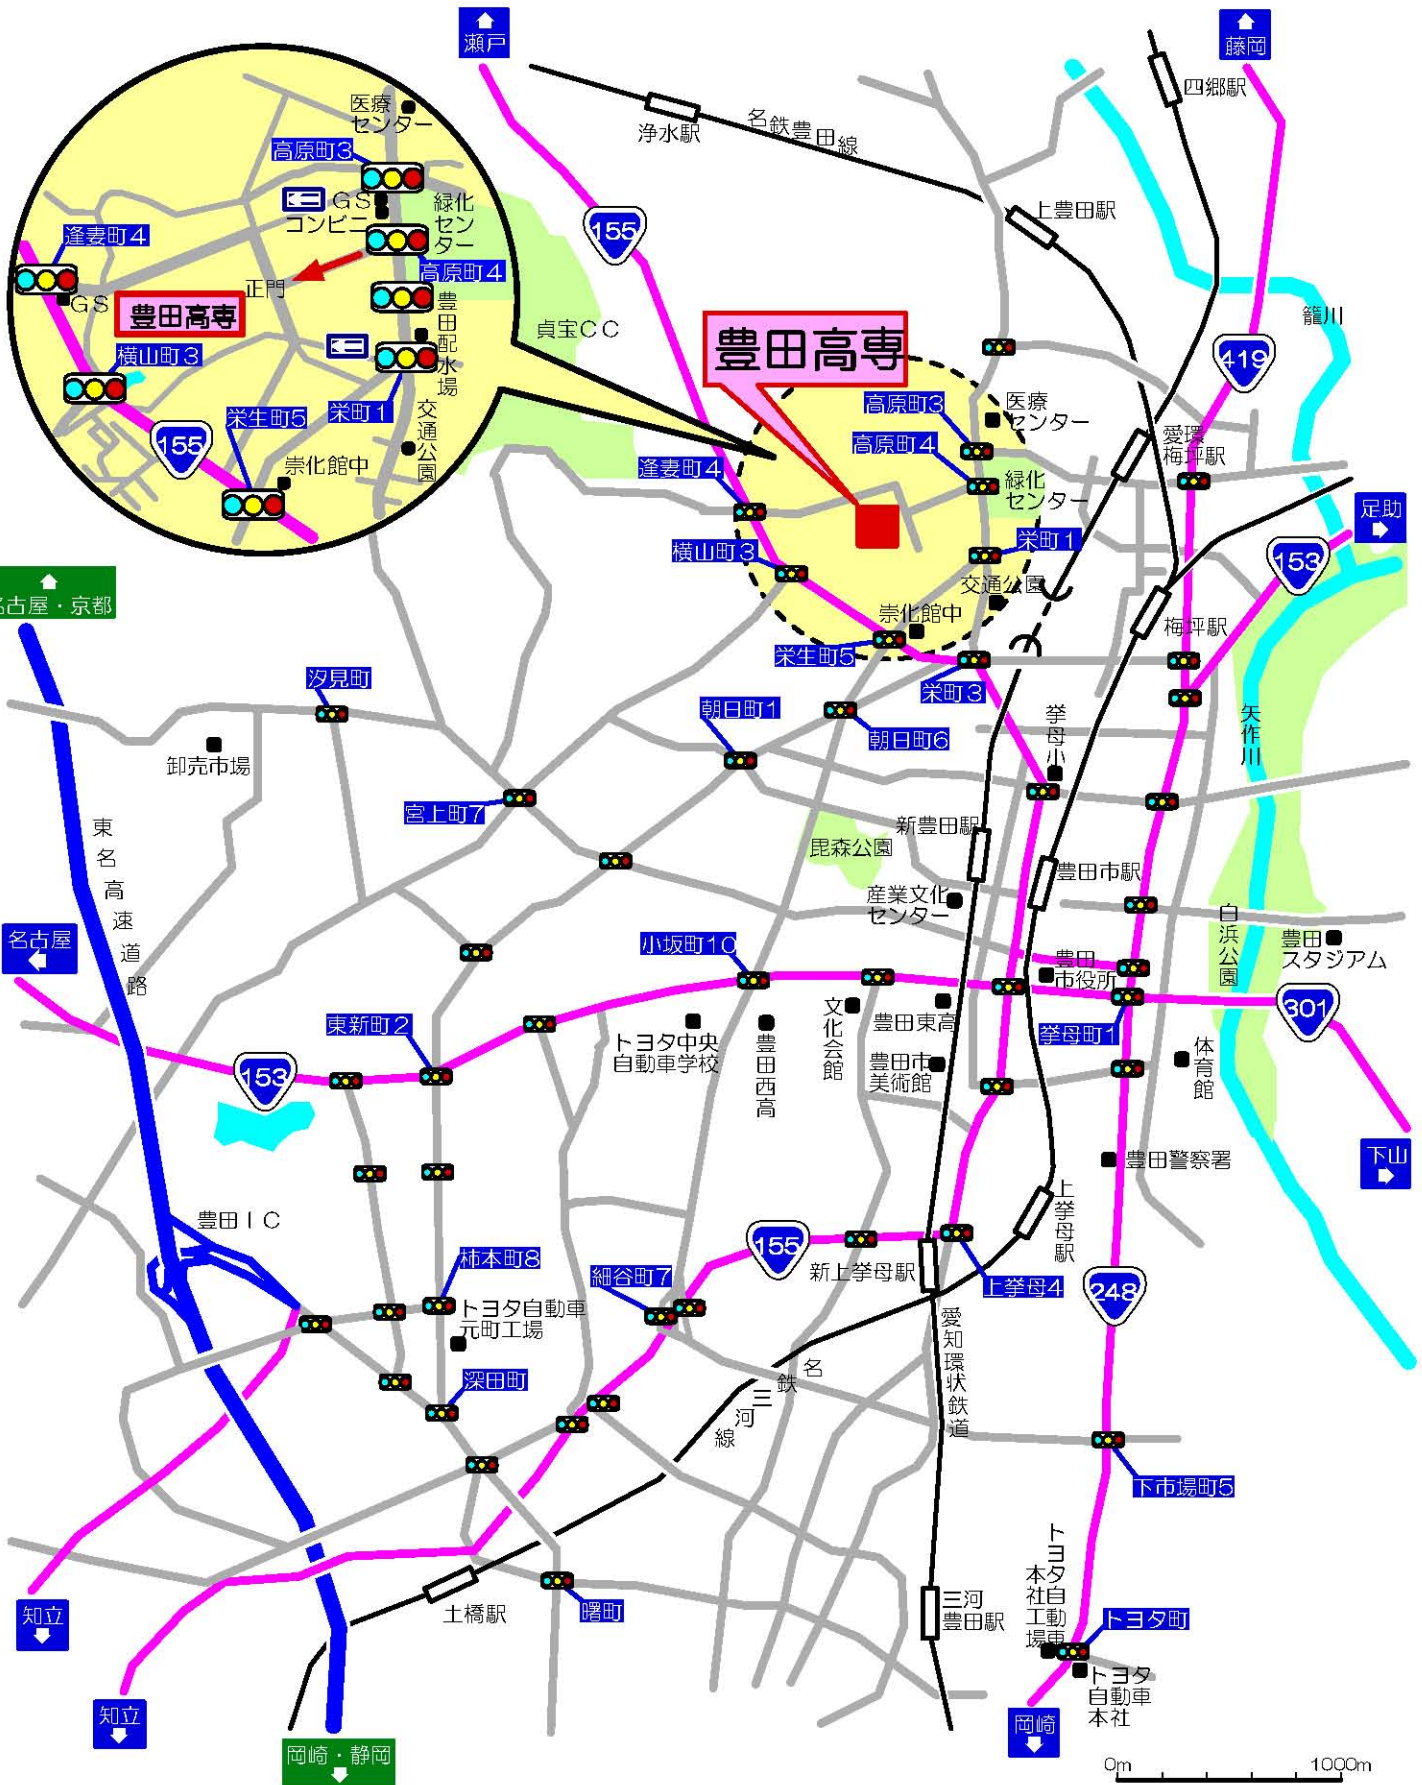 瀬戸
藤岡
四郷駅
浄水駅
名鉄豊田線
上豊田駅
医療
センター
高原町3
GS
コンビニ
緑化
セン
ター
逢妻町4
高原町4
正門
GS
豊田高専
豊田配水場
横山町3
栄生町5
栄町1
155
崇化館中
交通公園
155
貞宝CC
籠川
419
豊田高専
高原町3
医療
センター
高原町4
愛環
梅坪駅
逢妻町4
緑化
センター
足助
横山町3
栄町1
153
交通公園
崇化館中
梅坪駅
栄生町5
栄町3
名古屋・京都
汐見町
朝日町1
朝日町6
挙母小
矢作川
卸売市場
宮上町7
新豊田駅
毘森公園
豊田市駅
東名高速道路
産業文化
センター
白浜公園
名古屋
小坂町10
豊田
市役所
豊田
スタジアム
東新町2
トヨタ中央
自動車学校
豊田西高
文化会館
豊田東高
挙母町1
301
豊田市
美術館
体育館
153
豊田警察署
下山
豊田IC
上挙母駅
155
柿本町8
細谷町7
新上挙母駅
上挙母4
248
トヨタ自動車
元町工場
愛知環状鉄道
深田町
名鉄三河線
下市場町5
トヨタ自動車
本社工場
土橋駅
曙町
三河
豊田駅
トヨタ町
知立
トヨタ
自動車
本社
知立
岡崎・静岡
岡崎
0m
1000m